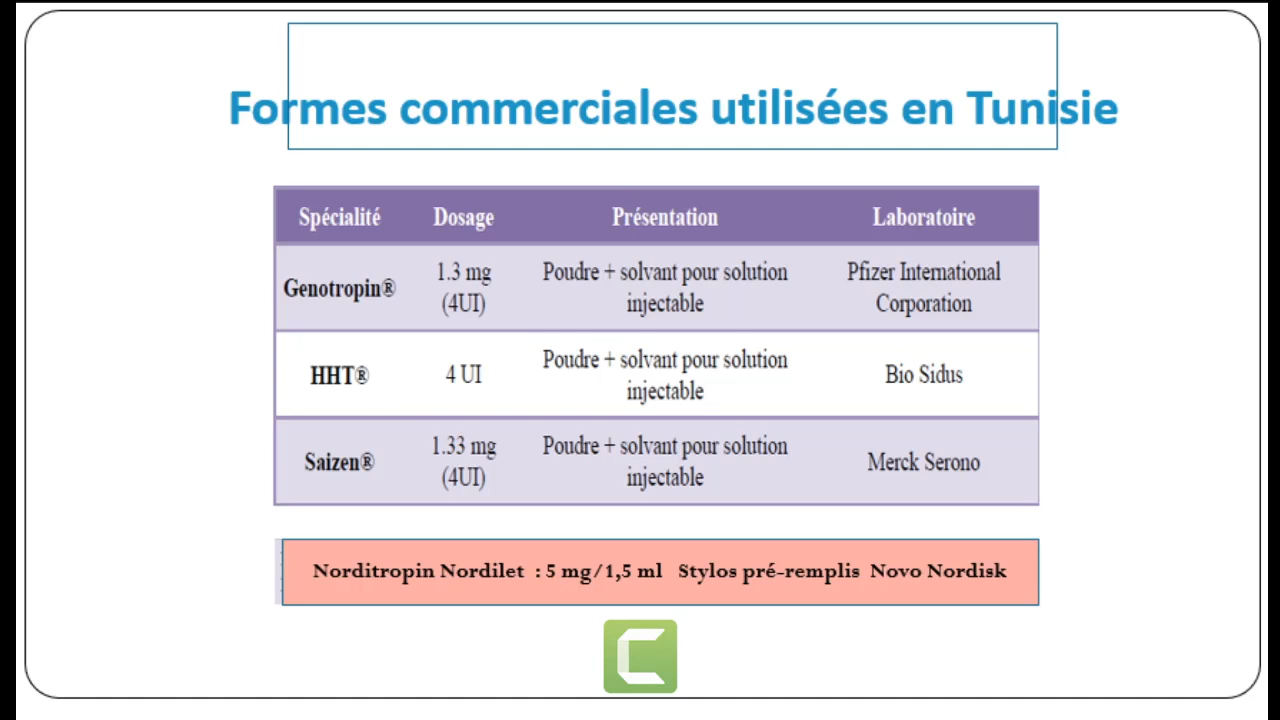 Formes commerciales utilisées en Tunisie
Spécialité Dosage Présentation Laboratoire
Genotropin® 1.3 mg (4UI) Poudre + solvant pour solution injectable Pfizer International Corporation
HHT® 4 UI Poudre + solvant pour solution injectable Bio Sidus
Saizen® 1.33 mg (4UI) Poudre + solvant pour solution injectable Merck Serono
Norditropin Nordilet : 5 mg/1,5 ml Stylos pré-remplis Novo Nordisk